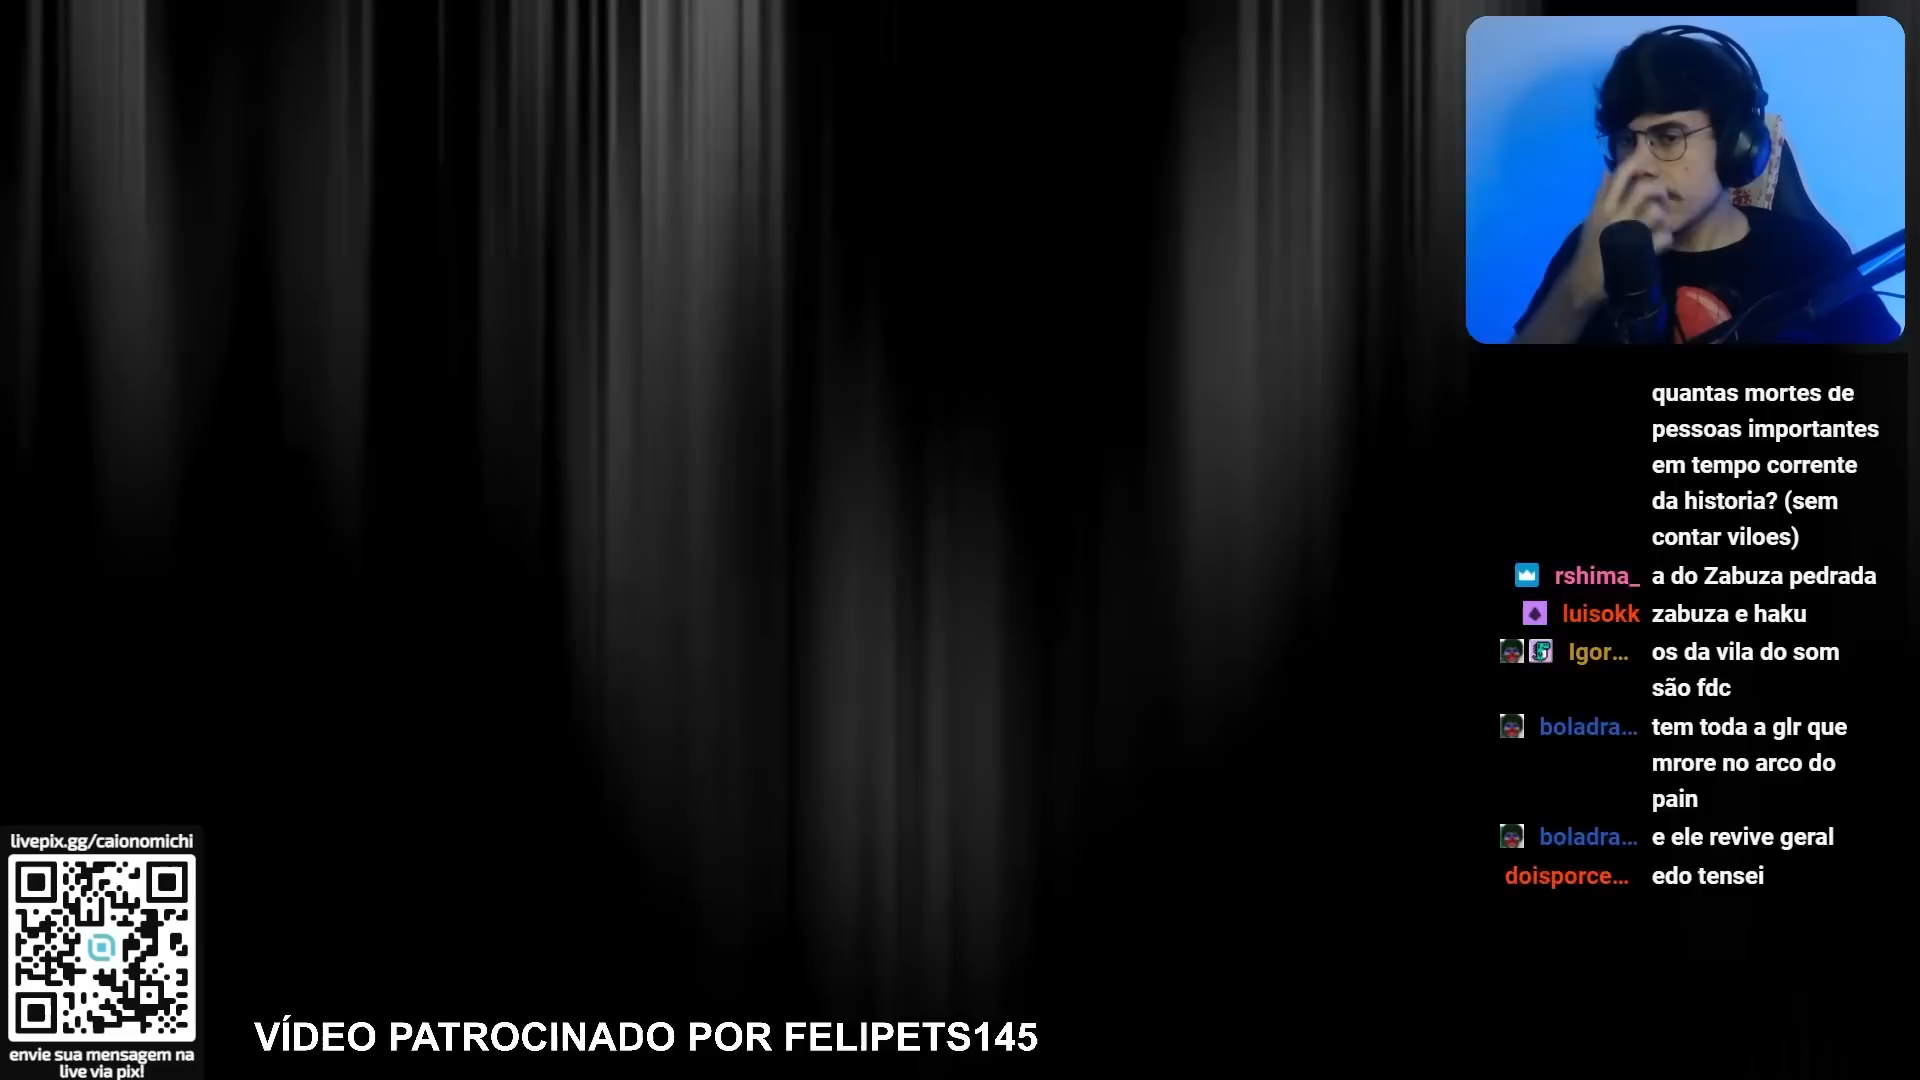 quantas mortes de
pessoas importantes
em tempo corrente
da historia? (sem
contar viloes)
rshima_ a do Zabuza pedrada
luisokk zabuza e haku
Igor... os da vila do som
são fdc
boladra... tem toda a glr que
mrore no arco do
pain
boladra... e ele revive geral
doisporce... edo tensei
livepix.gg/caionomichi
envie sua mensagem na
live via pix!
VÍDEO PATROCINADO POR FELIPETS145